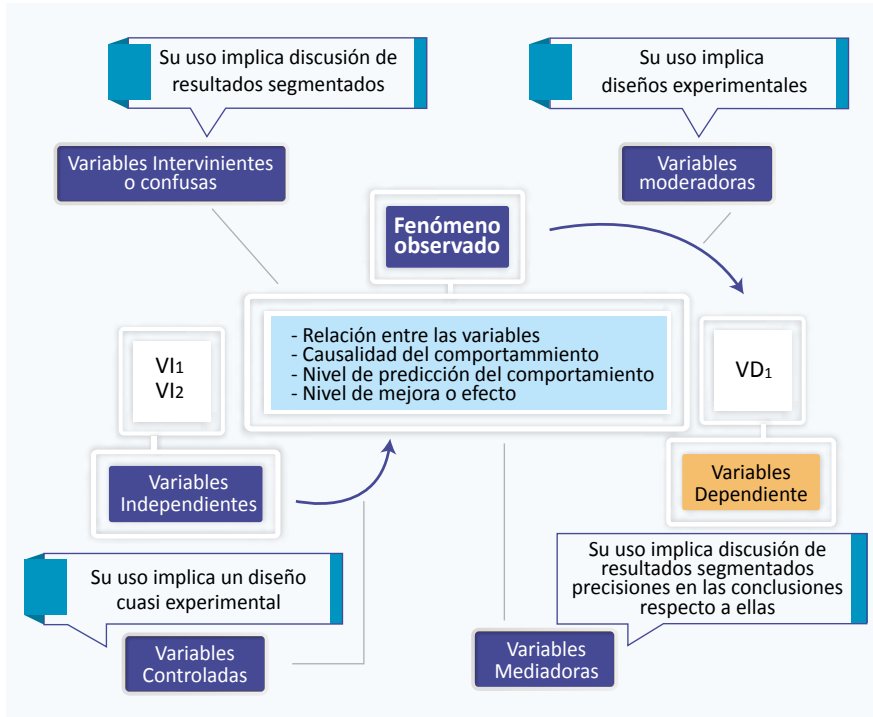 Su uso implica discusión de
resultados segmentados
Variables Intervinientes
o confusas
Su uso implica
diseños experimentales
Variables
moderadoras
Fenómeno
observado
- Relación entre las variables
- Causalidad del comportammiento
- Nivel de predicción del comportamiento
- Nivel de mejora o efecto
VI1
VI2
Variables
Independientes
VD1
Variables
Dependiente
Su uso implica un diseño
cuasi experimental
Variables
Controladas
Su uso implica discusión de
resultados segmentados
precisiones en las conclusiones
respecto a ellas
Variables
Mediadoras